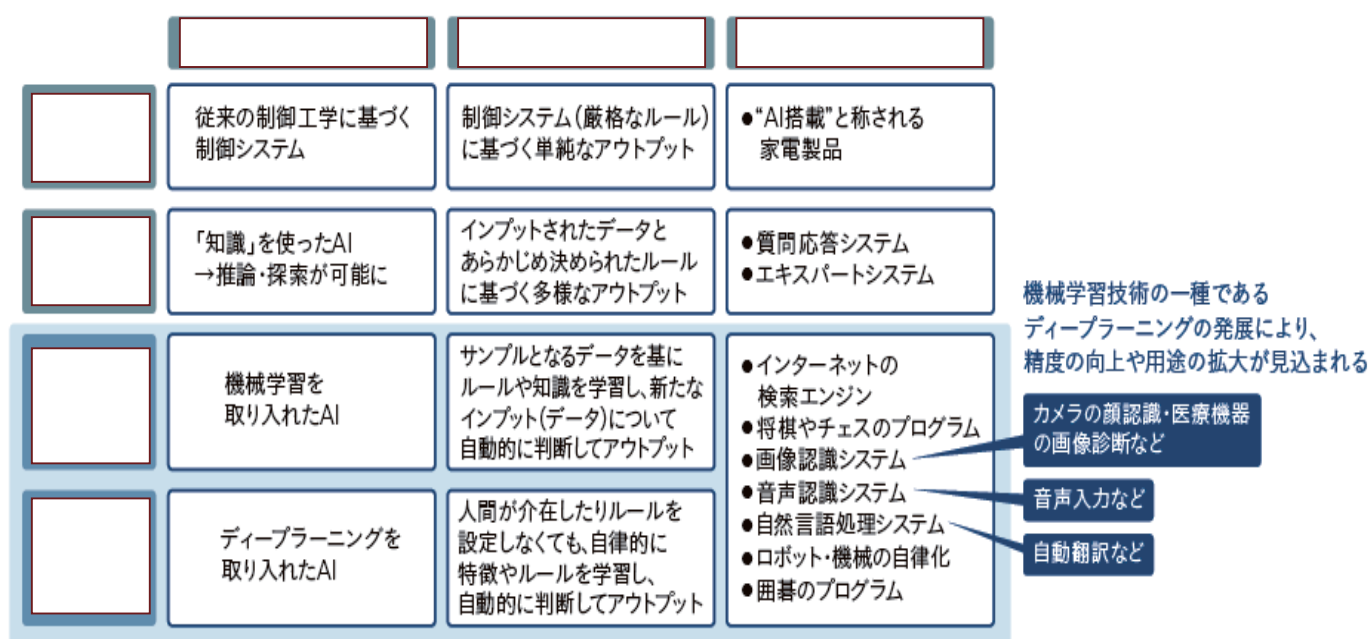 従来の制御工学に基づく
制御システム
制御システム(厳格なルール)
に基づく単純なアウトプット
●“AI搭載”と称される
家電製品
「知識」を使ったAI
→推論・探索が可能に
インプットされたデータと
あらかじめ決められたルール
に基づく多様なアウトプット
●質問応答システム
●エキスパートシステム
機械学習を
取り入れたAI
サンプルとなるデータを基に
ルールや知識を学習し、新たな
インプット(データ)について
自動的に判断してアウトプット
ディープラーニングを
取り入れたAI
人間が介在したりルールを
設定しなくても、自律的に
特徴やルールを学習し、
自動的に判断してアウトプット
●インターネットの
検索エンジン
●将棋やチェスのプログラム
●画像認識システム
●音声認識システム
●自然言語処理システム
●ロボット・機械の自律化
●囲碁のプログラム
機械学習技術の一種である
ディープラーニングの発展により、
精度の向上や用途の拡大が見込まれる
カメラの顔認識・医療機器
の画像診断など
音声入力など
自動翻訳など